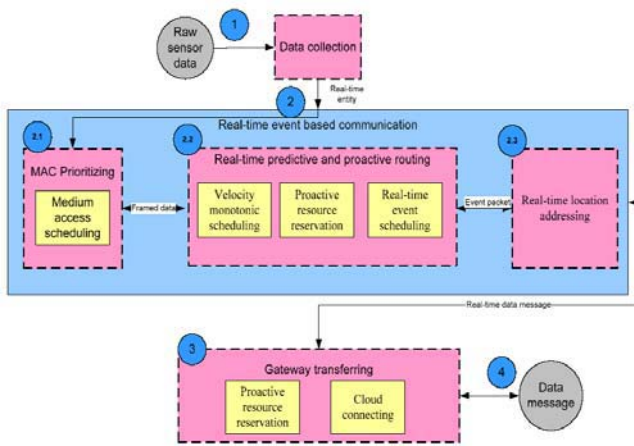 1
Raw
sensor
data
Data collection
Real-time
entity
2
Real-time event based communication
2.1
MAC Prioritizing
Medium
access
scheduling
Framed data
2.2
Real-time predictive and proactive routing
Velocity
monotonic
scheduling
Proactive
resource
reservation
Real-time
event
scheduling
Event packet
2.3
Real-time location
addressing
Real-time data message
3
Gateway transferring
Proactive
resource
reservation
Cloud
connecting
4
Data
message